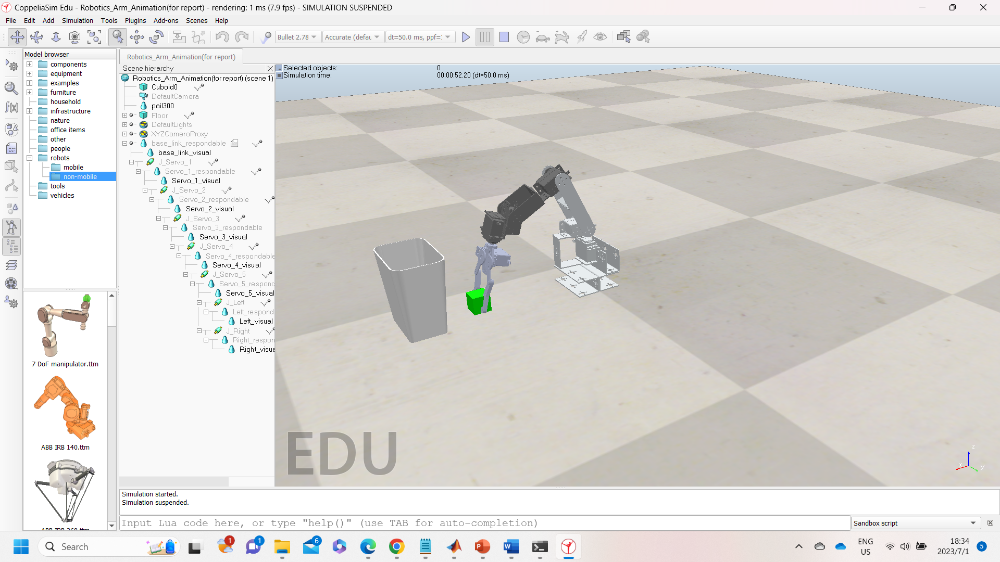 CoppeliaSim Edu - Robotics_Arm_Animation(for report) - rendering: 1 ms (7.9 fps) - SIMULATION SUSPENDED
File Edit Add Simulation Tools Plugins Add-ons Scenes Help
Bullet 2.78 Accurate (defau dt=50.0 ms, ppf=
Model browser
components
equipment
examples
furniture
household
infrastructure
nature
office items
other
people
robots
mobile
non-mobile
tools
vehicles
7 DoF manipulator.ttm
ABB IRB 140.ttm
ABB IRB 360.ttm
Robotics_Arm_Animation(for report)
Scene hierarchy
Robotics_Arm_Animation(for report) (scene 1)
Cuboid0
DefaultCamera
pail300
Floor
DefaultLights
XYZCameraProxy
base_link_respondable
base_link_visual
J_Servo_1
Servo_1_respondable
Servo_1_visual
J_Servo_2
Servo_2_respondable
Servo_2_visual
J_Servo_3
Servo_3_respondable
Servo_3_visual
J_Servo_4
Servo_4_respondable
Servo_4_visual
J_Servo_5
Servo_5_respond
Servo_5_visual
J_Left
Left_respond
Left_visual
J_Right
Right_respon
Right_visua
Selected objects: 0
Simulation time: 00:00:52.20 (dt=50.0 ms)
EDU
z
x
y
Simulation started.
Simulation suspended.
Input Lua code here, or type "help()" (use TAB for auto-completion)
Sandbox script
Search
1
1
6
ENG
US
18:34
2023/7/1
5